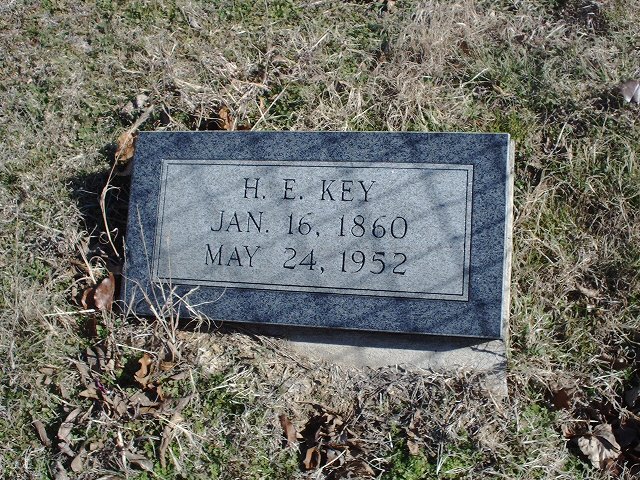 H. E. KEY
JAN. 16, 1860
MAY 24, 1952